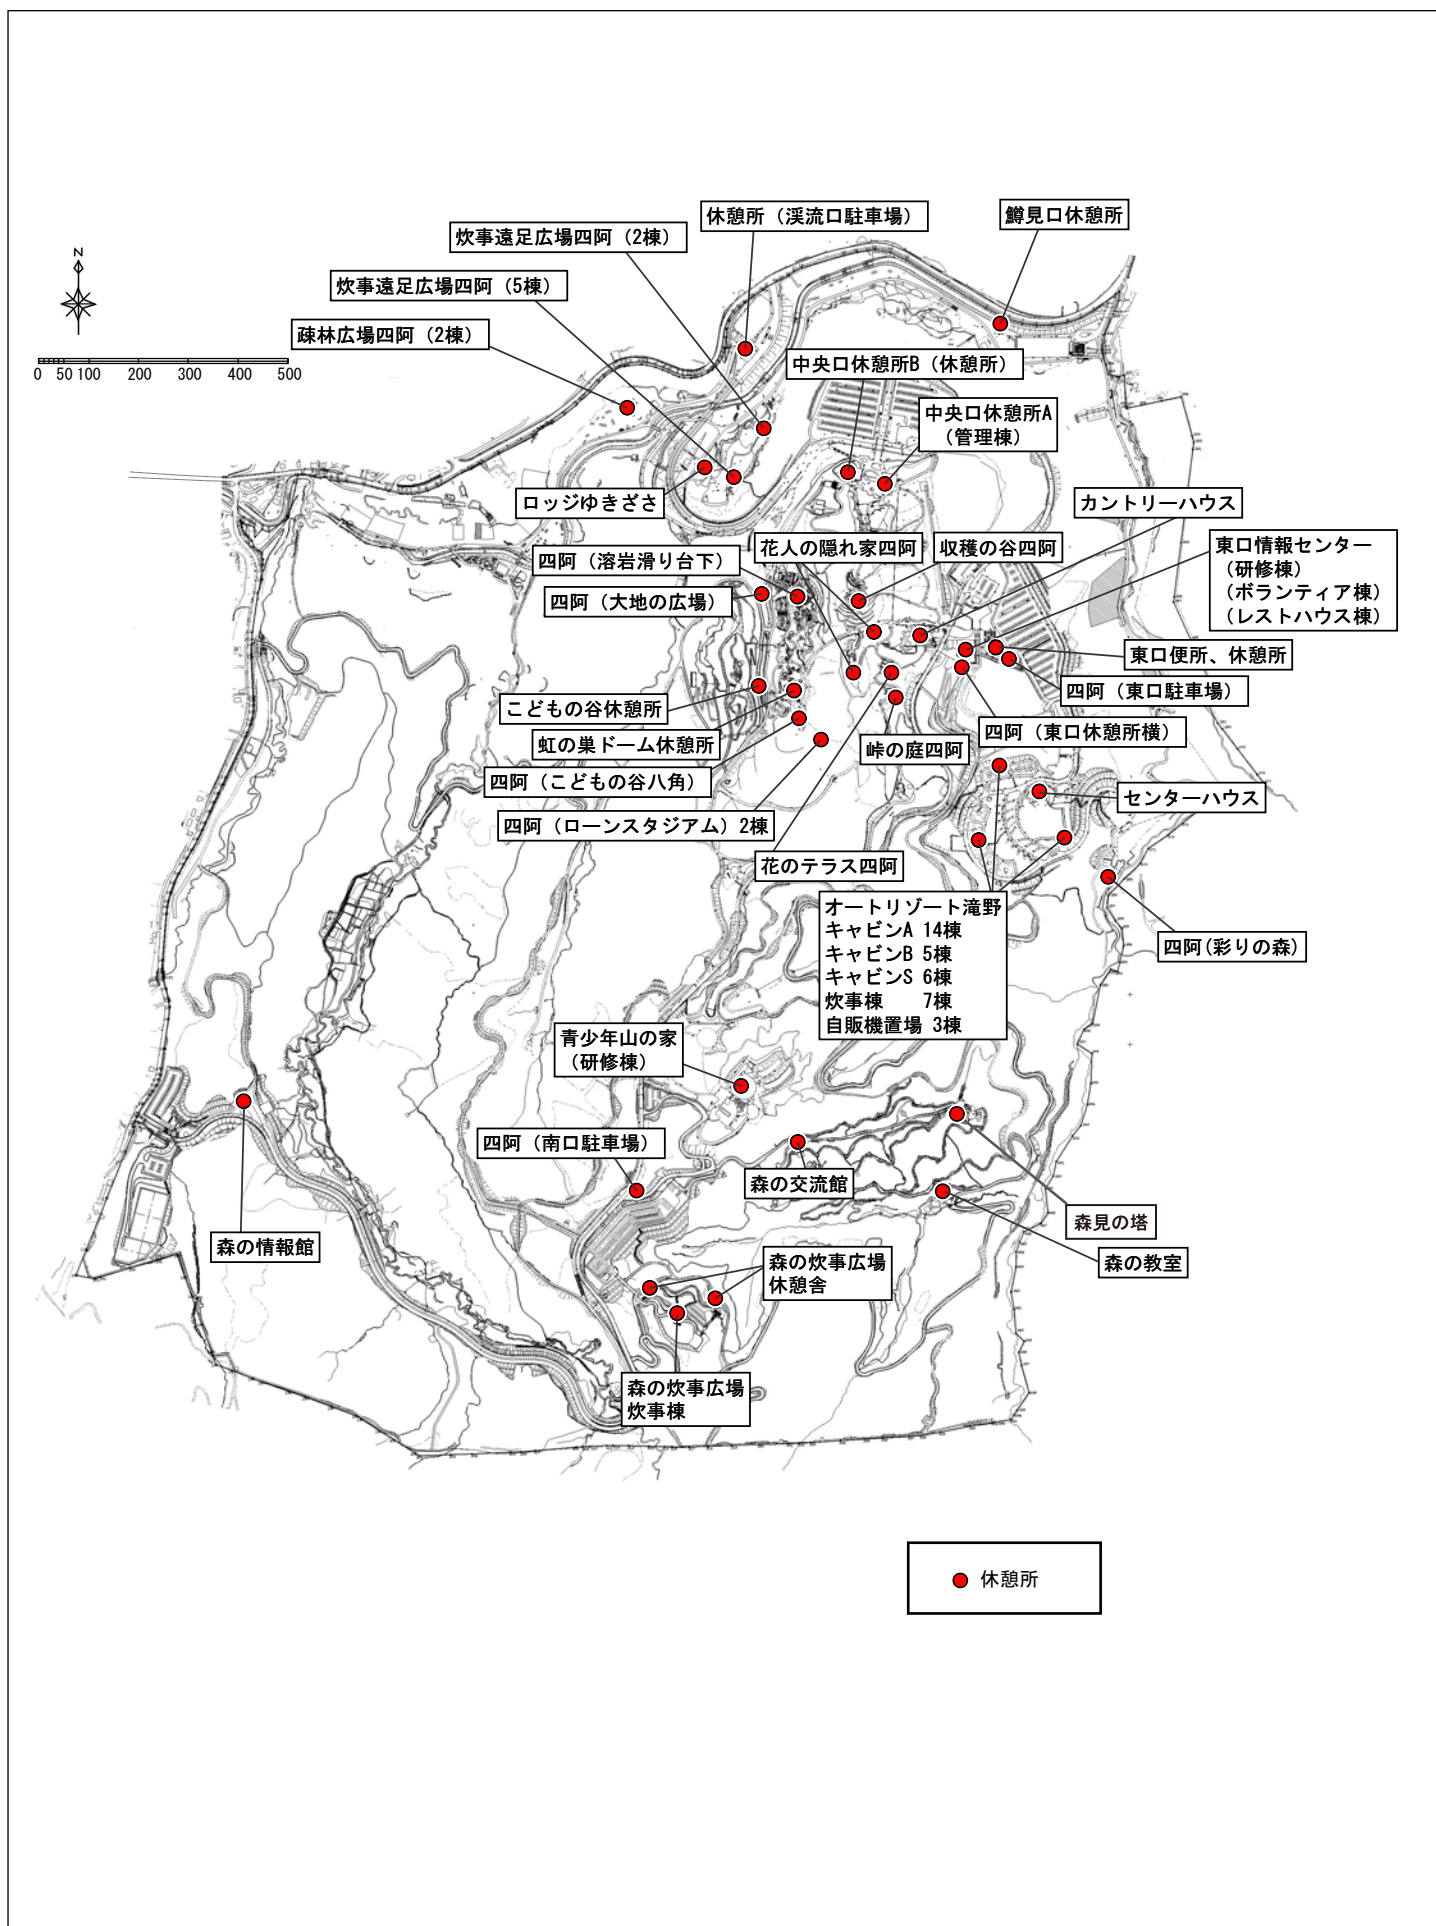 休憩所（渓流口駐車場）
鱒見口休憩所
炊事遠足広場四阿（2棟）
炊事遠足広場四阿（5棟）
疎林広場四阿（2棟）
N
0 50 100 200 300 400 500
中央口休憩所B（休憩所）
中央口休憩所A
（管理棟）
ロッジゆきざさ
カントリーハウス
四阿（溶岩滑り台下）
花人の隠れ家四阿
収穫の谷四阿
東口情報センター
（研修棟）
（ボランティア棟）
（レストハウス棟）
四阿（大地の広場）
東口便所、休憩所
四阿（東口駐車場）
こどもの谷休憩所
四阿（東口休憩所横）
虹の巣ドーム休憩所
峠の庭四阿
四阿（こどもの谷八角）
センターハウス
四阿（ローンスタジアム）2棟
花のテラス四阿
オートリゾート滝野
キャビンA 14棟
キャビンB 5棟
キャビンS 6棟
炊事棟 7棟
自販機置場 3棟
四阿(彩りの森)
青少年山の家
（研修棟）
四阿（南口駐車場）
森の交流館
森見の塔
森の情報館
森の教室
森の炊事広場
休憩舎
森の炊事広場
炊事棟
休憩所